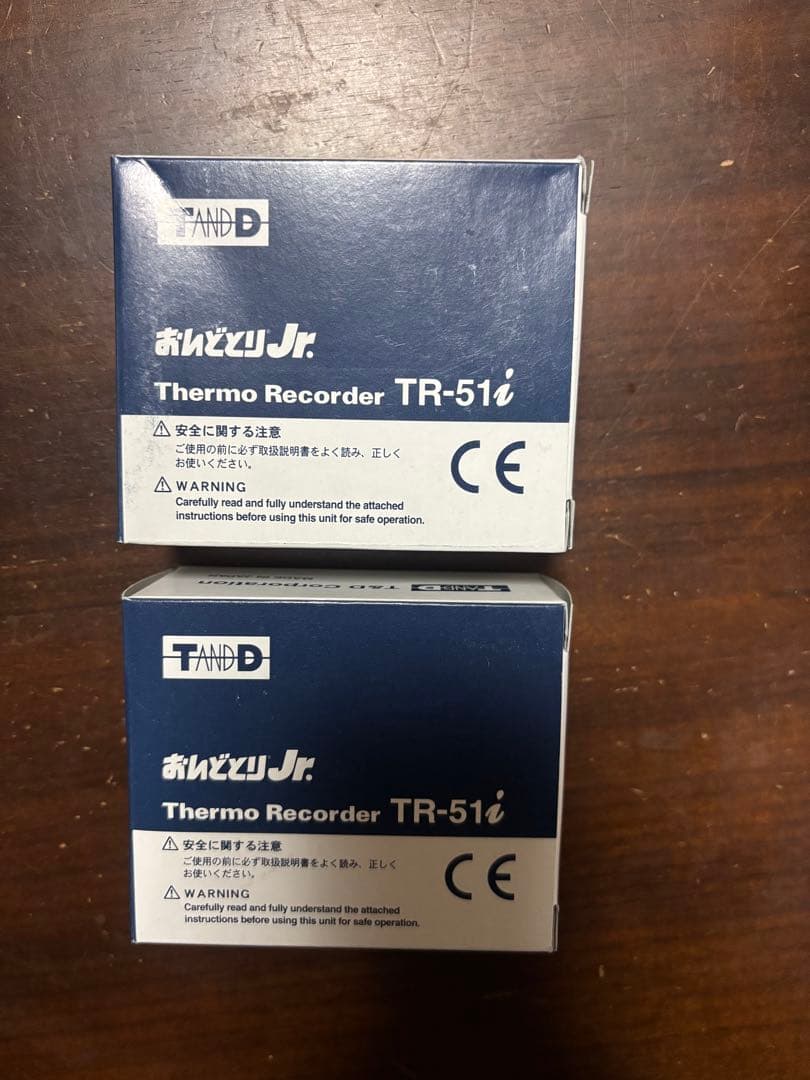 TANDD
おんどとり Jr.
Thermo Recorder TR-51i
⚠ 安全に関する注意
ご使用の前に必ず取扱説明書をよく読み、正しく
お使いください。
⚠ WARNING
Carefully read and fully understand the attached
instructions before using this unit for safe operation.
CE
TANDD
T&D Corporation
MADE IN JAPAN
TANDD
おんどとり Jr.
Thermo Recorder TR-51i
⚠ 安全に関する注意
ご使用の前に必ず取扱説明書をよく読み、正しく
お使いください。
⚠ WARNING
Carefully read and fully understand the attached
instructions before using this unit for safe operation.
CE